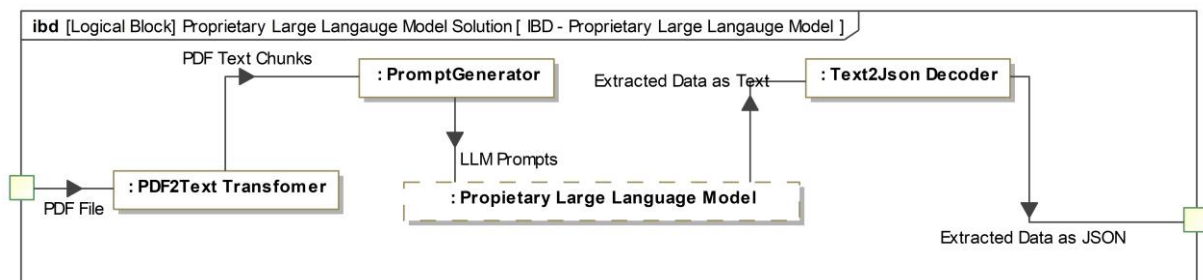 ibd [Logical Block] Proprietary Large Langauge Model Solution [ IBD - Proprietary Large Langauge Model ]
PDF Text Chunks
: PromptGenerator
Extracted Data as Text
: Text2Json Decoder
LLM Prompts
: PDF2Text Transfomer
: Propietary Large Language Model
PDF File
Extracted Data as JSON